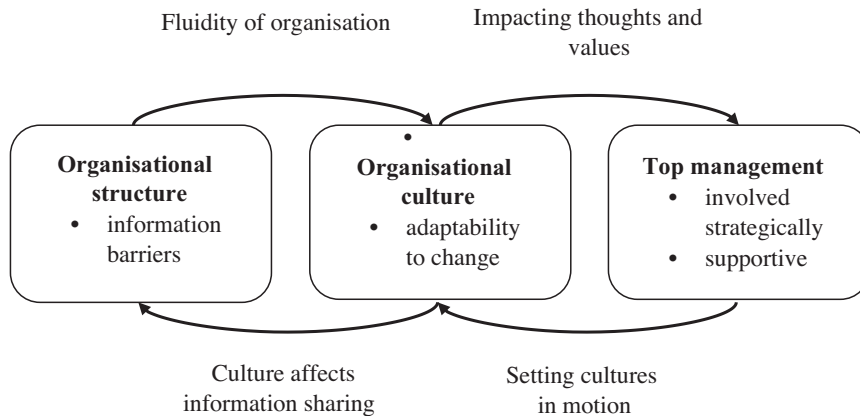 Fluidity of organisation
Impacting thoughts and
values
Organisational
structure
• information
barriers
•
Organisational
culture
• adaptability
to change
Top management
• involved
strategically
• supportive
Culture affects
information sharing
Setting cultures
in motion